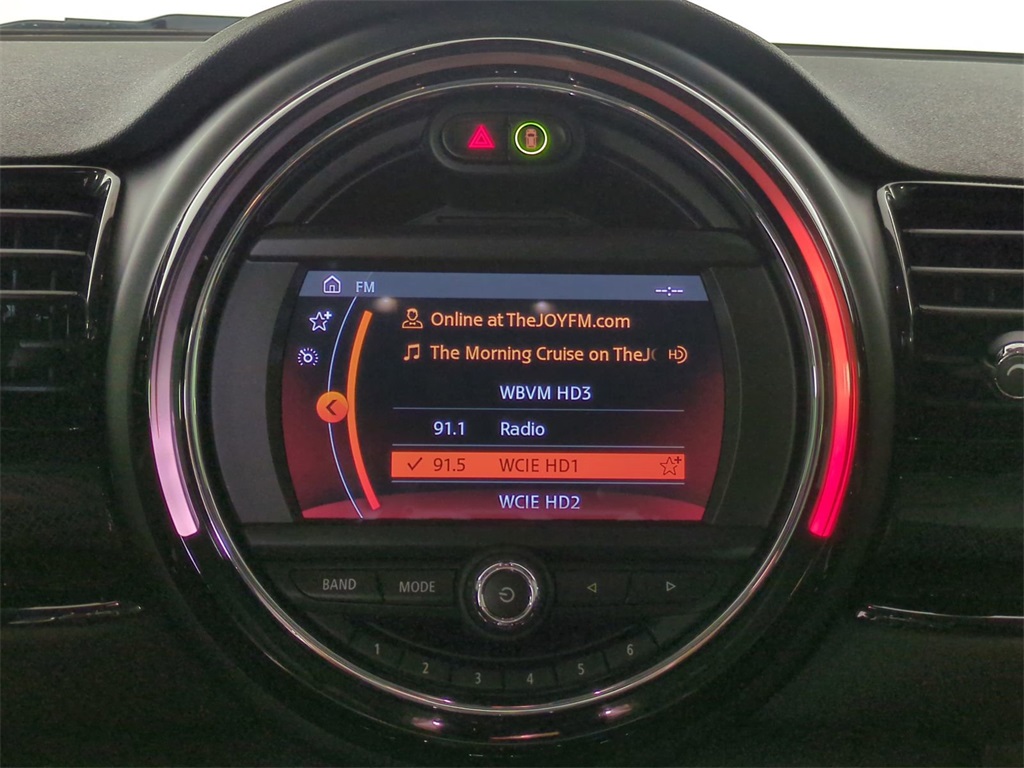 FM --:--
Online at TheJOYFM.com
The Morning Cruise on TheJ HD
WBVM HD3
91.1 Radio
91.5 WCIE HD1
WCIE HD2
BAND MODE
1 2 3 4 5 6